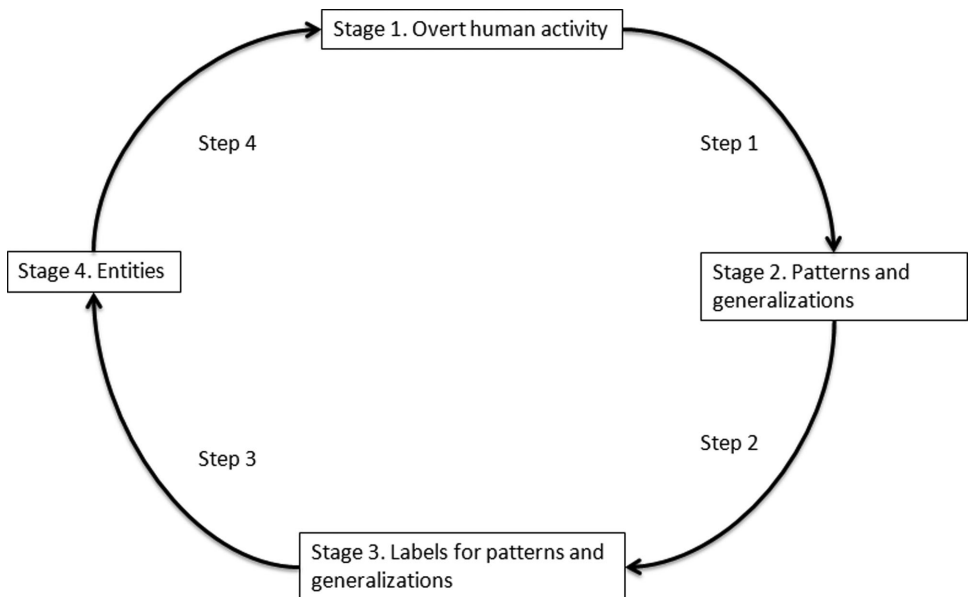 Stage 1. Overt human activity
Step 4
Step 1
Stage 4. Entities
Stage 2. Patterns and
generalizations
Step 3
Step 2
Stage 3. Labels for patterns and
generalizations